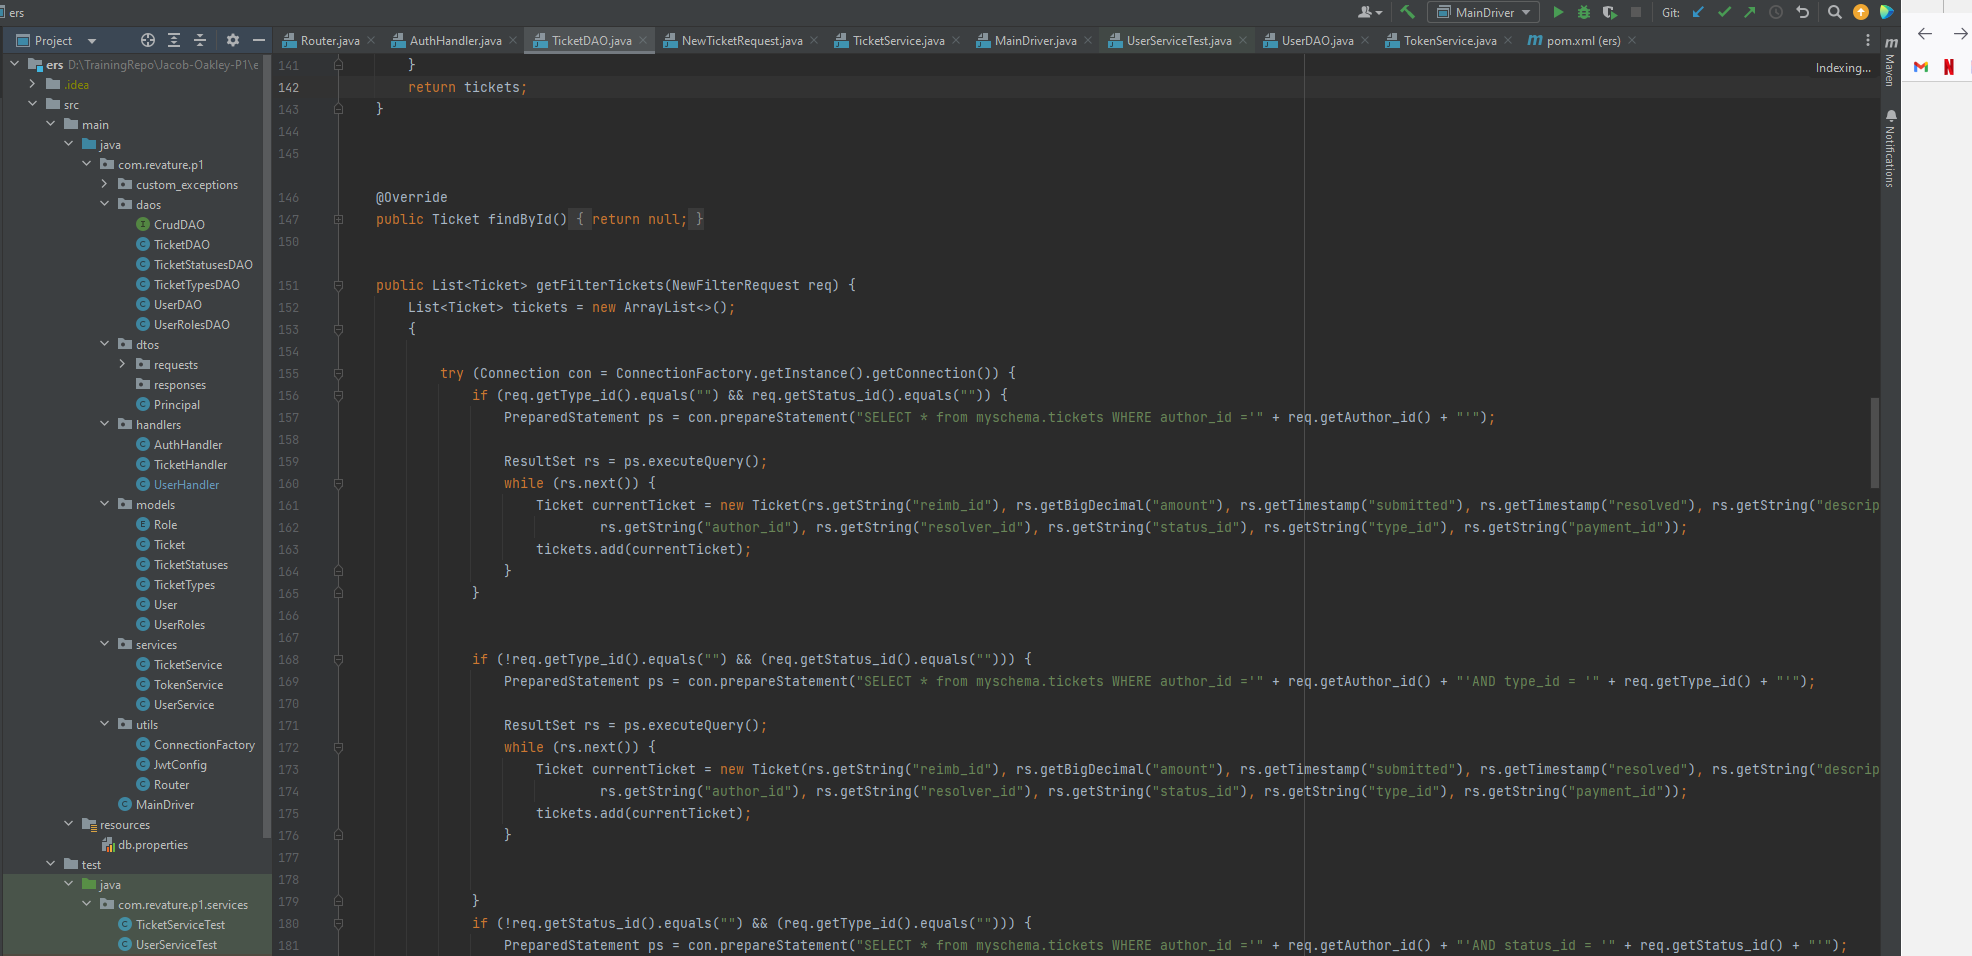 ers
MainDriver
Git:
Project
Router.java
AuthHandler.java
TicketDAO.java
NewTicketRequest.java
TicketService.java
MainDriver.java
UserServiceTest.java
UserDAO.java
TokenService.java
pom.xml (ers)
Maven
Notifications
Indexing...
ers D:\TrainingRepo\Jacob-Oakley-P1\e
.idea
src
main
java
com.revature.p1
custom_exceptions
daos
CrudDAO
TicketDAO
TicketStatusesDAO
TicketTypesDAO
UserDAO
UserRolesDAO
dtos
requests
responses
Principal
handlers
AuthHandler
TicketHandler
UserHandler
models
Role
Ticket
TicketStatuses
TicketTypes
User
UserRoles
services
TicketService
TokenService
UserService
utils
ConnectionFactory
JwtConfig
Router
MainDriver
resources
db.properties
test
java
com.revature.p1.services
TicketServiceTest
UserServiceTest
141 }
142 return tickets;
143 }
144
145
146 @Override
147 public Ticket findById() { return null; }
150
151 public List<Ticket> getFilterTickets(NewFilterRequest req) {
152 List<Ticket> tickets = new ArrayList<>();
153 {
154
155 try (Connection con = ConnectionFactory.getInstance().getConnection()) {
156 if (req.getType_id().equals("") && req.getStatus_id().equals("")) {
157 PreparedStatement ps = con.prepareStatement("SELECT * from myschema.tickets WHERE author_id ='" + req.getAuthor_id() + "'");
158
159 ResultSet rs = ps.executeQuery();
160 while (rs.next()) {
161 Ticket currentTicket = new Ticket(rs.getString("reimb_id"), rs.getBigDecimal("amount"), rs.getTimestamp("submitted"), rs.getTimestamp("resolved"), rs.getString("descrip
162 rs.getString("author_id"), rs.getString("resolver_id"), rs.getString("status_id"), rs.getString("type_id"), rs.getString("payment_id"));
163 tickets.add(currentTicket);
164 }
165 }
166
167
168 if (!req.getType_id().equals("") && (req.getStatus_id().equals(""))) {
169 PreparedStatement ps = con.prepareStatement("SELECT * from myschema.tickets WHERE author_id ='" + req.getAuthor_id() + "'AND type_id = '" + req.getType_id() + "'");
170
171 ResultSet rs = ps.executeQuery();
172 while (rs.next()) {
173 Ticket currentTicket = new Ticket(rs.getString("reimb_id"), rs.getBigDecimal("amount"), rs.getTimestamp("submitted"), rs.getTimestamp("resolved"), rs.getString("descrip
174 rs.getString("author_id"), rs.getString("resolver_id"), rs.getString("status_id"), rs.getString("type_id"), rs.getString("payment_id"));
175 tickets.add(currentTicket);
176 }
177
178
179 }
180 if (!req.getStatus_id().equals("") && (req.getType_id().equals(""))) {
181 PreparedStatement ps = con.prepareStatement("SELECT * from myschema.tickets WHERE author_id ='" + req.getAuthor_id() + "'AND status_id = '" + req.getStatus_id() + "'");